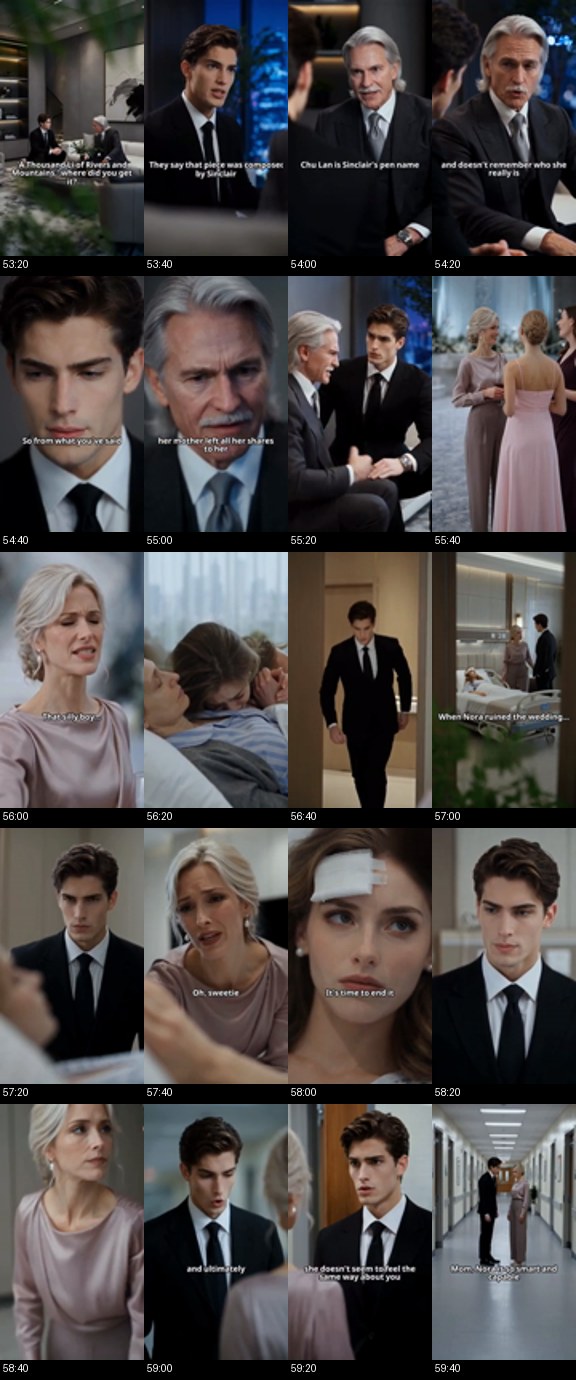 "A Thousand Li of Rivers and
Mountains," where did you get
it?
53:20
They say that piece was composed
by Sinclair
53:40
Chu Lan is Sinclair's pen name
54:00
and doesn't remember who she
really is
54:20
So from what you've said
54:40
her mother left all her shares
to her
55:00
55:20
55:40
That silly boy...
56:00
56:20
56:40
When Nora ruined the wedding...
57:00
57:20
Oh, sweetie
57:40
It's time to end it
58:00
58:20
58:40
and ultimately
59:00
she doesn't seem to feel the
same way about you
59:20
Mom, Nora is so smart and
capable
59:40